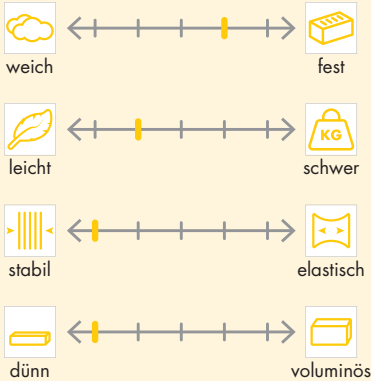 weich fest
KG
leicht schwer
stabil elastisch
dünn voluminös